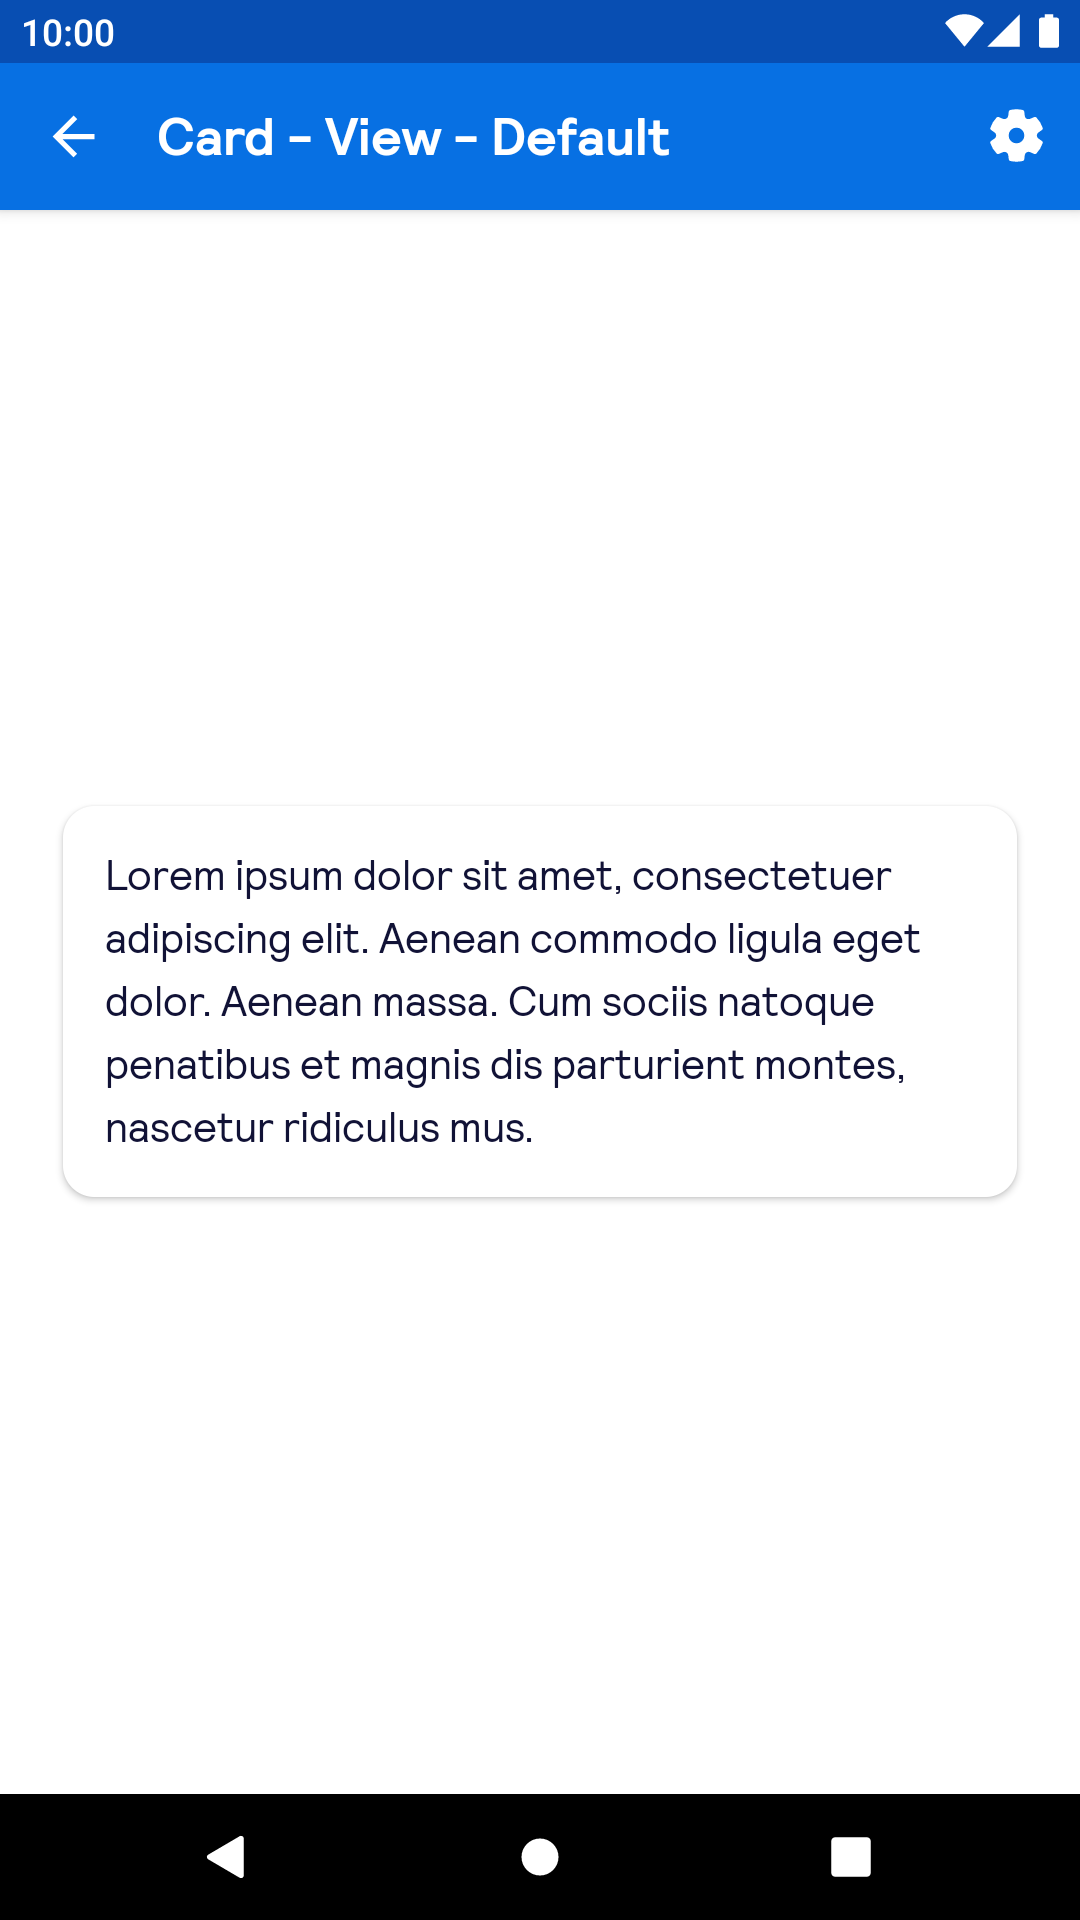 10:00
Card - View - Default
Lorem ipsum dolor sit amet, consectetuer
adipiscing elit. Aenean commodo ligula eget
dolor. Aenean massa. Cum sociis natoque
penatibus et magnis dis parturient montes,
nascetur ridiculus mus.